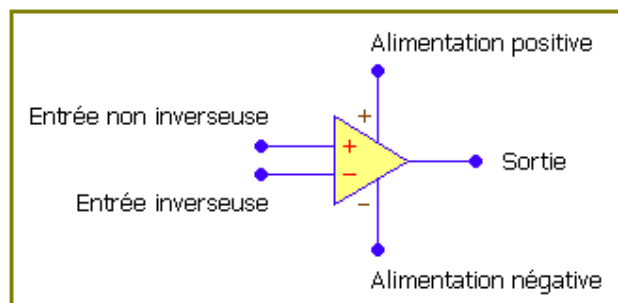 Alimentation positive
+
Entrée non inverseuse
+
Sortie
−
Entrée inverseuse
−
Alimentation négative